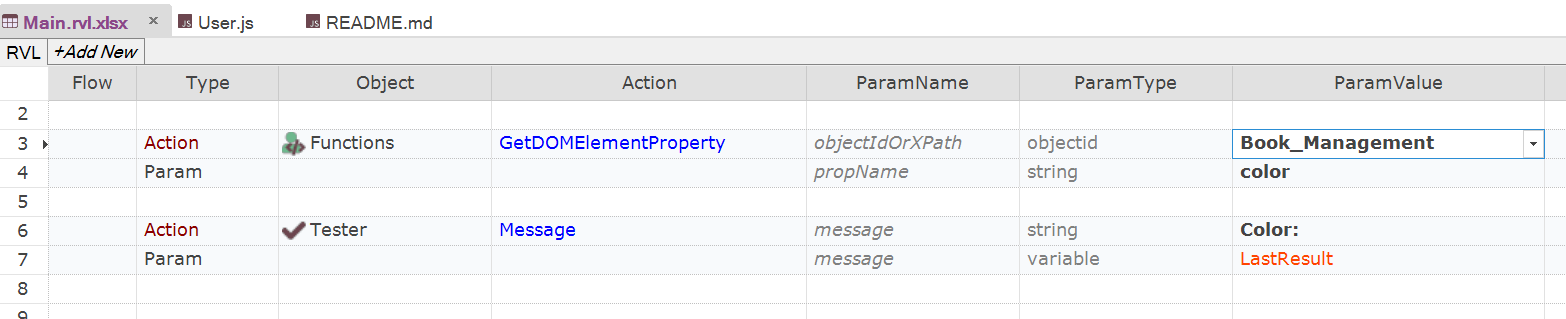 Main.rvl.xlsx × User.js README.md
RVL +Add New
Flow Type Object Action ParamName ParamType ParamValue
2
3 Action Functions GetDOMElementProperty objectIdOrXPath objectid Book_Management
4 Param propName string color
5
6 Action Tester Message message string Color:
7 Param message variable LastResult
8
9